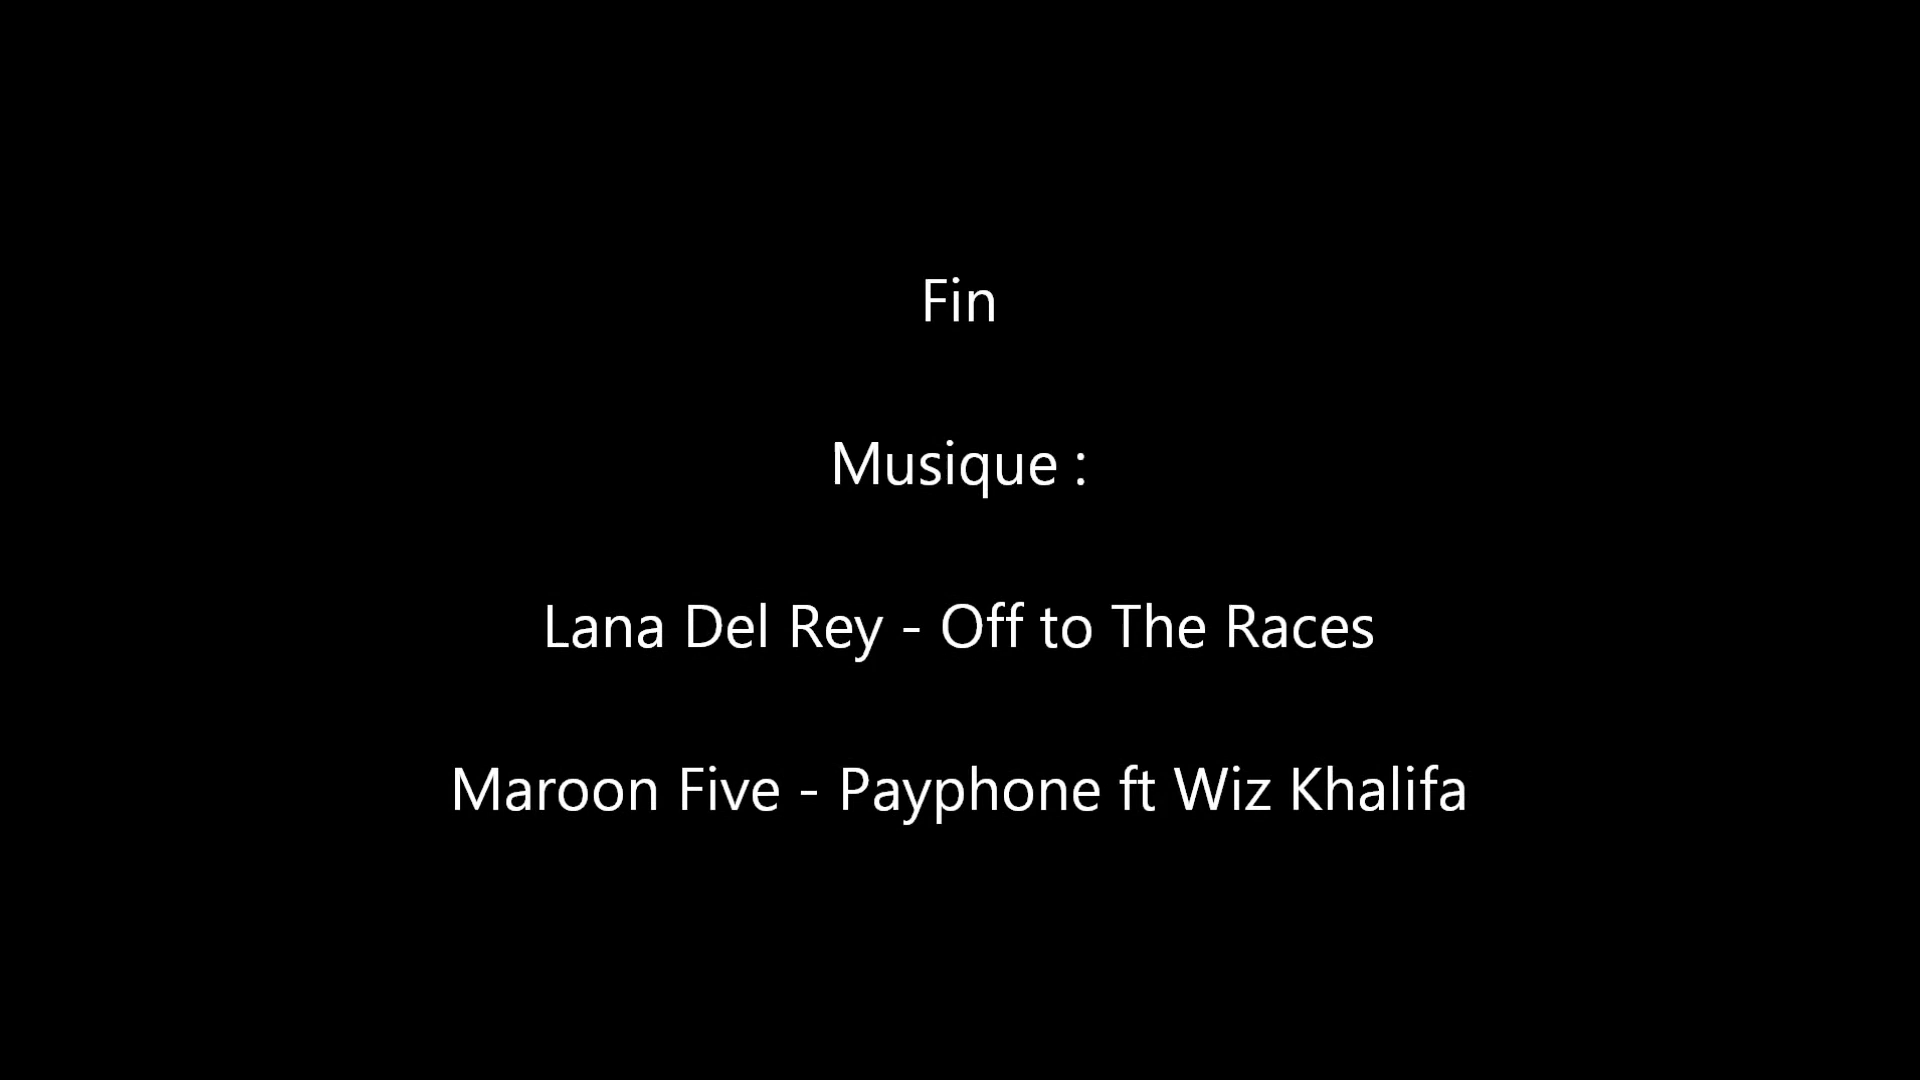 Fin
Musique :
Lana Del Rey - Off to The Races
Maroon Five - Payphone ft Wiz Khalifa